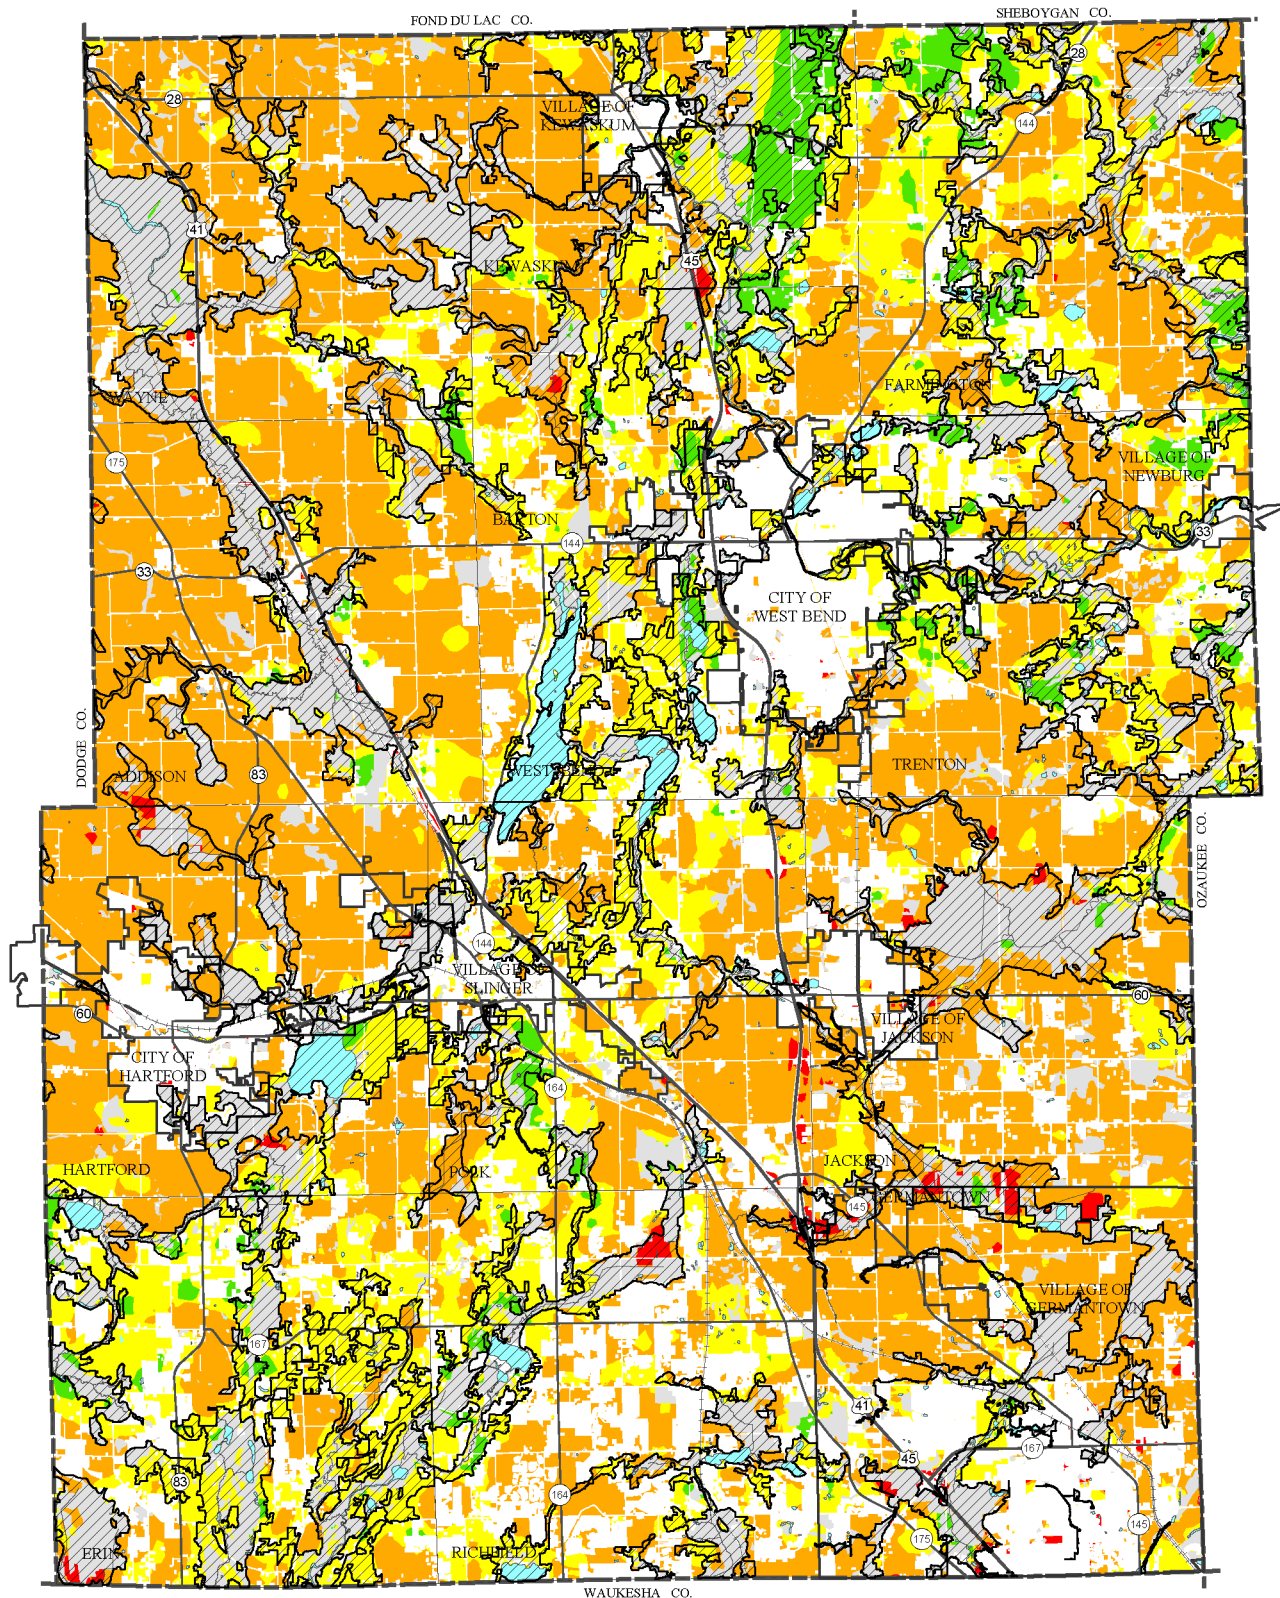 FOND DU LAC CO.
SHEBOYGAN CO.
28
28
VILLAGE OF
KEWASKUM
144
41
45
KEWASKUM
WAYNE
FARMINGTON
175
VILLAGE OF
NEWBURG
BARTON
144
33
33
CITY OF
WEST BEND
DODGE CO.
ADDISON
83
WEST BEND
TRENTON
OZAUKEE CO.
144
VILLAGE OF
SLINGER
60
60
VILLAGE OF
JACKSON
CITY OF
HARTFORD
164
HARTFORD
POLK
JACKSON
GERMANTOWN
145
VILLAGE OF
GERMANTOWN
167
41
167
45
83
164
145
175
ERIN
RICHFIELD
WAUKESHA CO.